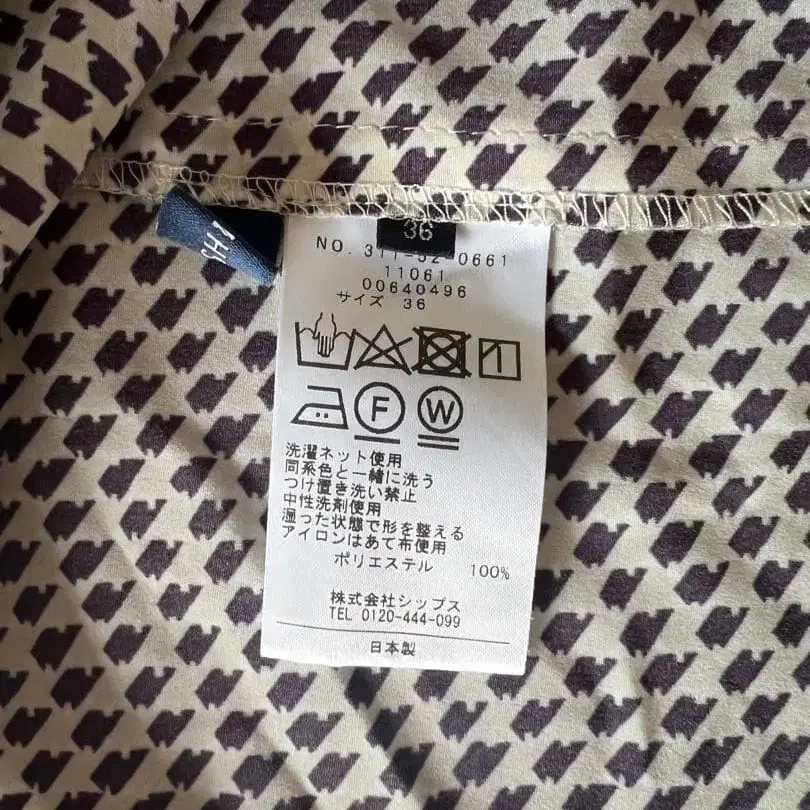 36
NO. 311-52-0661
11061
00640496
サイズ 36
F
W
洗濯ネット使用
同系色と一緒に洗う
つけ置き洗い禁止
中性洗剤使用
湿った状態で形を整える
アイロンはあて布使用
ポリエステル 100%
株式会社シップス
TEL 0120-444-099
日本製